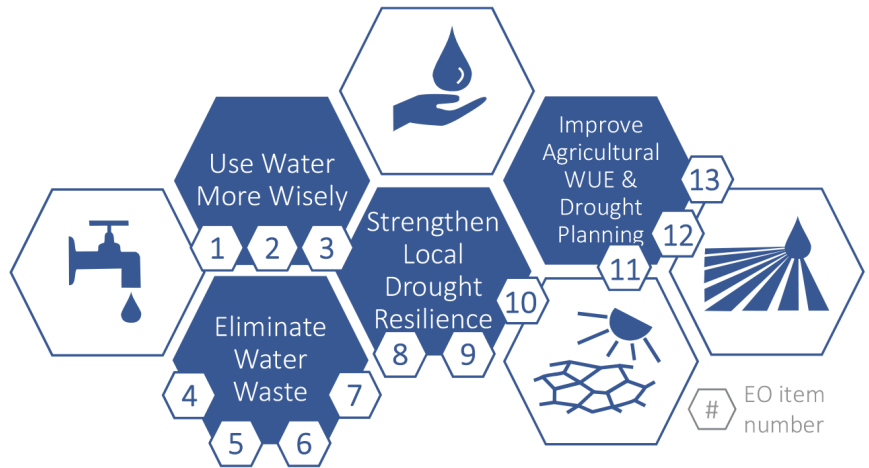 Use Water
More Wisely
1
2
3
Eliminate
Water
Waste
4
5
6
7
Strengthen
Local
Drought
Resilience
8
9
10
Improve
Agricultural
WUE &
Drought
Planning
11
12
13
# EO item
number